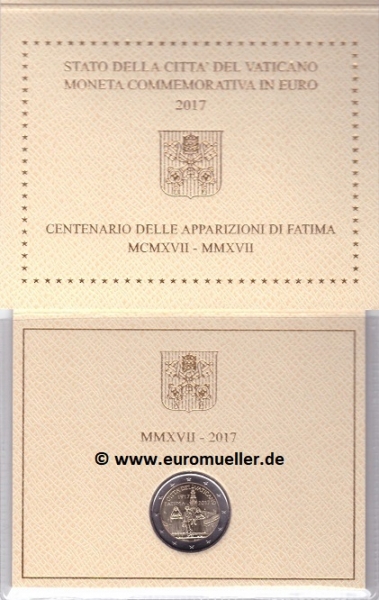 STATO DELLA CITTA' DEL VATICANO
MONETA COMMEMORATIVA IN EURO
2017
CENTENARIO DELLE APPARIZIONI DI FATIMA
MCMXVII - MMXVII
MMXVII - 2017
© www.euromueller.de